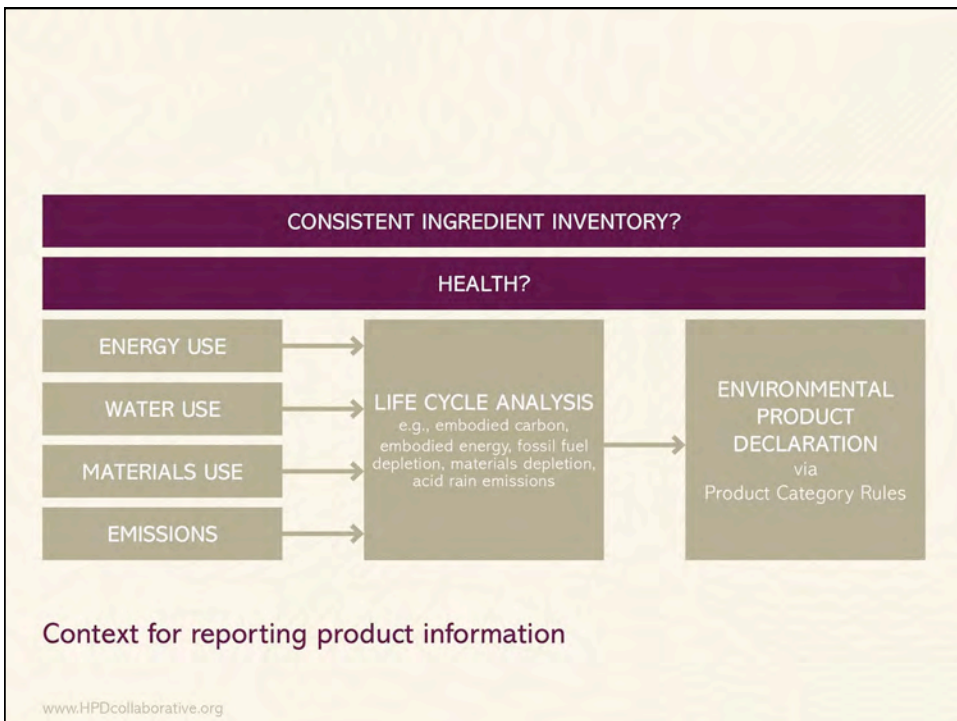 CONSISTENT INGREDIENT INVENTORY?
HEALTH?
ENERGY USE
WATER USE
MATERIALS USE
EMISSIONS
LIFE CYCLE ANALYSIS
e.g., embodied carbon,
embodied energy, fossil fuel
depletion, materials depletion,
acid rain emissions
ENVIRONMENTAL
PRODUCT
DECLARATION
via
Product Category Rules
Context for reporting product information
www.HPDcollaborative.org